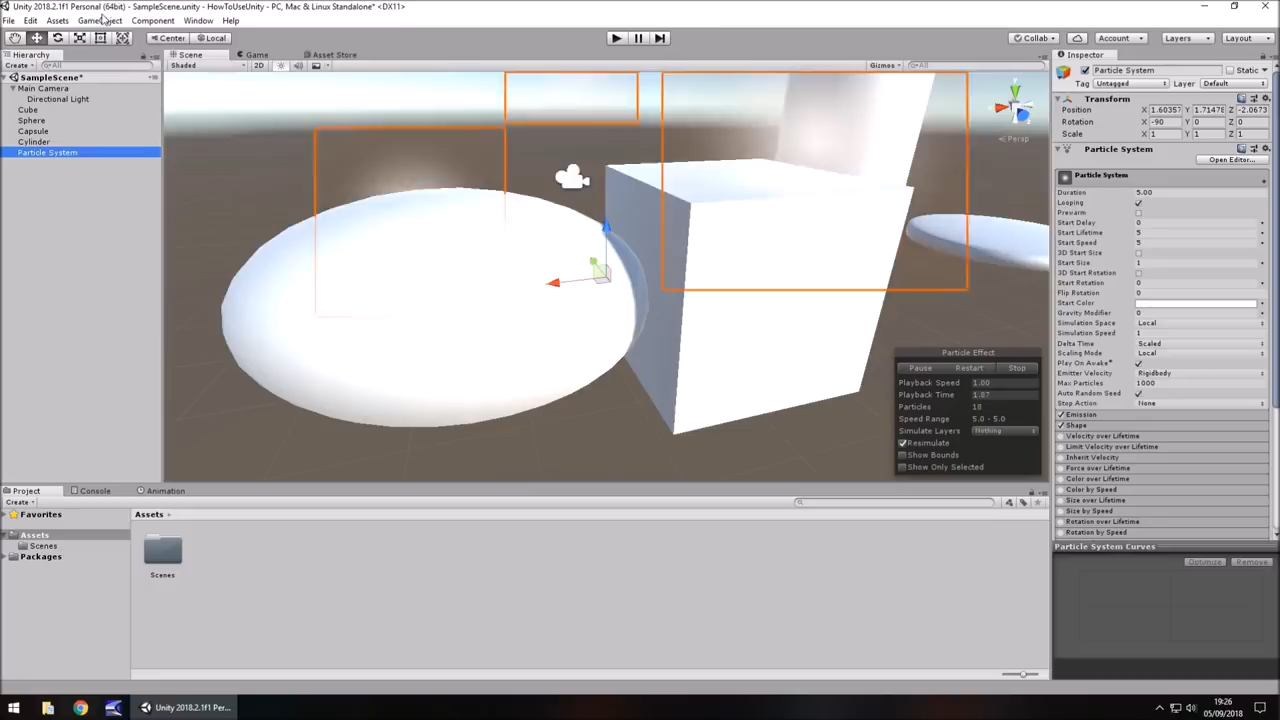 Unity 2018.2.1f1 Personal (64bit) - SampleScene.unity - HowToUseUnity - PC, Mac & Linux Standalone* <DX11>
File Edit Assets GameObject Component Window Help
Center Local Collab Account Layers Layout
Hierarchy
Create All
SampleScene*
Main Camera
Directional Light
Cube
Sphere
Capsule
Cylinder
Particle System
Scene Game Asset Store
Shaded 2D Gizmos All
Persp
Particle Effect
Pause Restart Stop
Playback Speed 1.00
Playback Time 1.87
Particles 18
Speed Range 5.0 - 5.0
Simulate Layers Nothing
Resimulate
Show Bounds
Show Only Selected
Inspector
Particle System Static
Tag Untagged Layer Default
Transform
Position X 1.60357 Y 1.71478 Z -2.0673
Rotation X -90 Y 0 Z 0
Scale X 1 Y 1 Z 1
Particle System
Open Editor...
Particle System
Duration 5.00
Looping
Prewarm
Start Delay 0
Start Lifetime 5
Start Speed 5
3D Start Size
Start Size 1
3D Start Rotation
Start Rotation 0
Flip Rotation 0
Start Color
Gravity Modifier 0
Simulation Space Local
Simulation Speed 1
Delta Time Scaled
Scaling Mode Local
Play On Awake*
Emitter Velocity Rigidbody
Max Particles 1000
Auto Random Seed
Stop Action None
Emission
Shape
Velocity over Lifetime
Limit Velocity over Lifetime
Inherit Velocity
Force over Lifetime
Color over Lifetime
Color by Speed
Size over Lifetime
Size by Speed
Rotation over Lifetime
Rotation by Speed
Particle System Curves
Optimize Remove
Project Console Animation
Create
Favorites
Assets
Scenes
Packages
Assets
Scenes
Unity 2018.2.1f1 Per...
19:26
05/09/2018